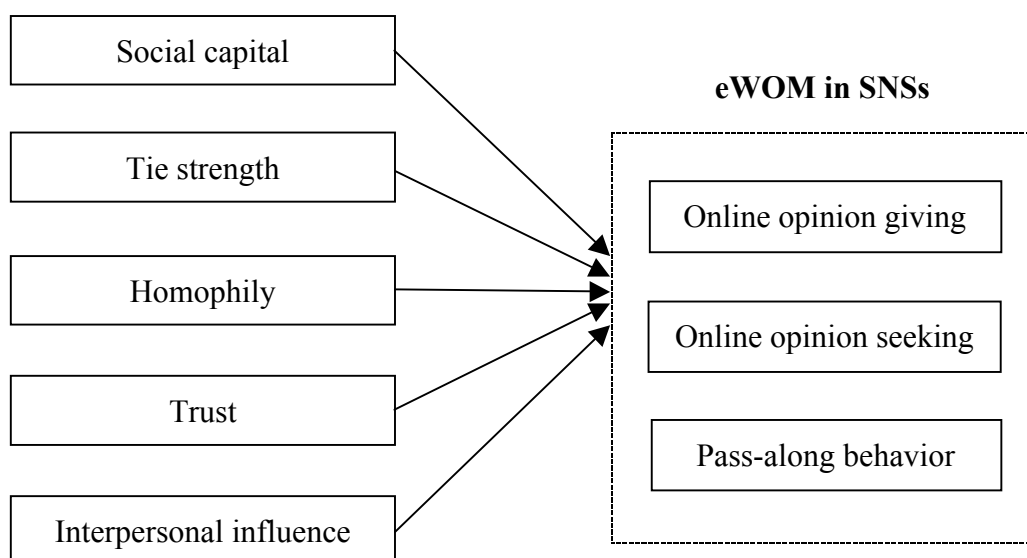 Social capital
Tie strength
Homophily
Trust
Interpersonal influence
eWOM in SNSs
Online opinion giving
Online opinion seeking
Pass-along behavior